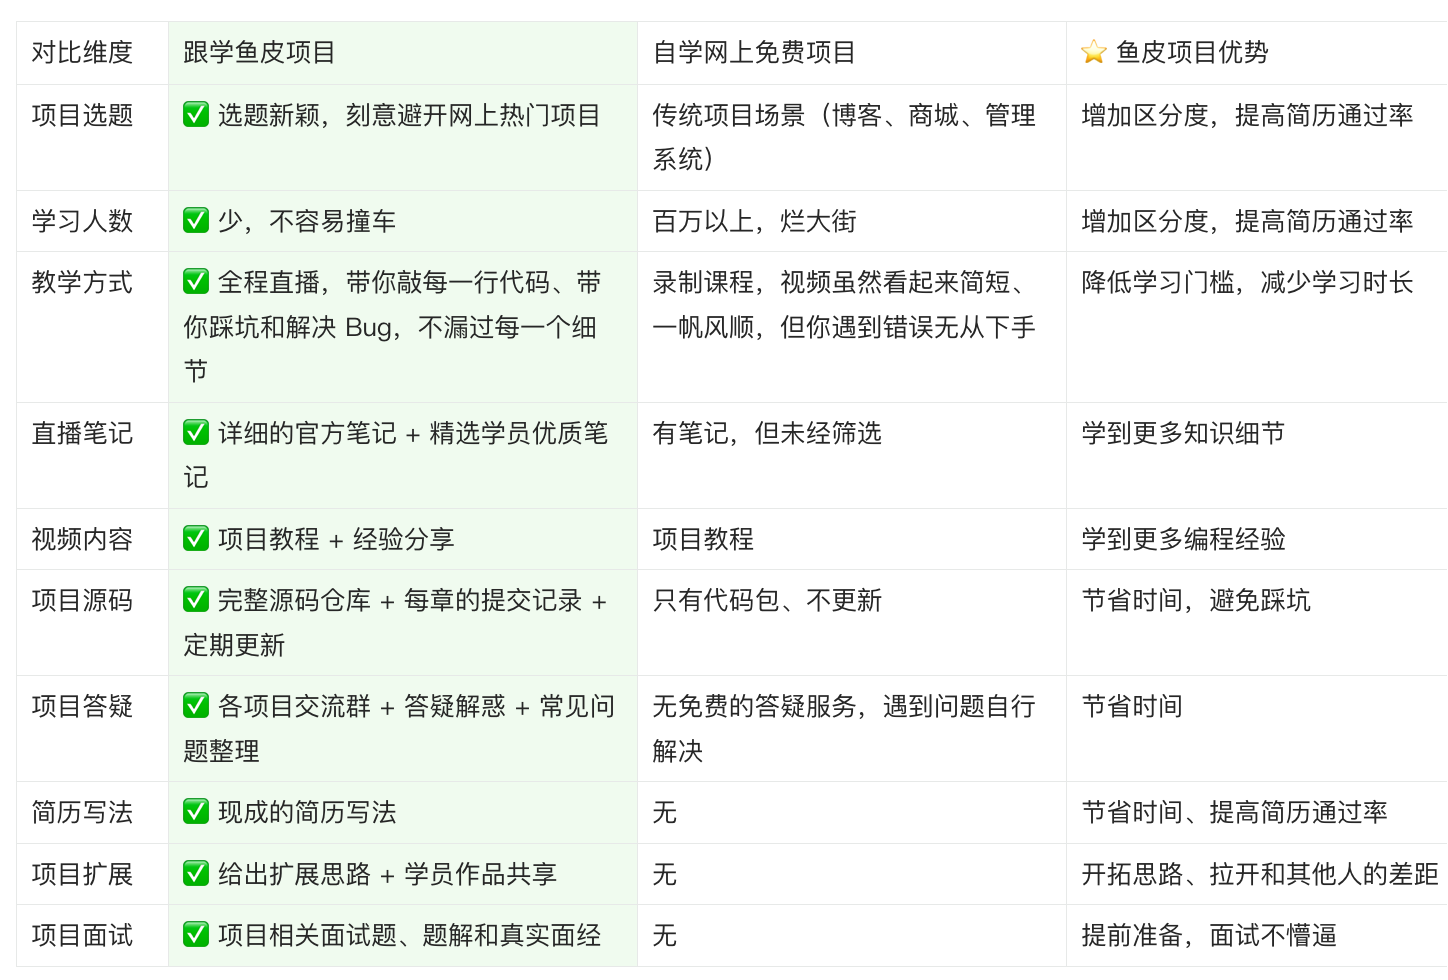 对比维度
跟学鱼皮项目
自学网上免费项目
⭐ 鱼皮项目优势
项目选题
✅ 选题新颖，刻意避开网上热门项目
传统项目场景（博客、商城、管理
系统）
增加区分度，提高简历通过率
学习人数
✅ 少，不容易撞车
百万以上，烂大街
增加区分度，提高简历通过率
教学方式
✅ 全程直播，带你敲每一行代码、带
你踩坑和解决 Bug，不漏过每一个细
节
录制课程，视频虽然看起来简短、
一帆风顺，但你遇到错误无从下手
降低学习门槛，减少学习时长
直播笔记
✅ 详细的官方笔记 + 精选学员优质笔
记
有笔记，但未经筛选
学到更多知识细节
视频内容
✅ 项目教程 + 经验分享
项目教程
学到更多编程经验
项目源码
✅ 完整源码仓库 + 每章的提交记录 +
定期更新
只有代码包、不更新
节省时间，避免踩坑
项目答疑
✅ 各项目交流群 + 答疑解惑 + 常见问
题整理
无免费的答疑服务，遇到问题自行
解决
节省时间
简历写法
✅ 现成的简历写法
无
节省时间、提高简历通过率
项目扩展
✅ 给出扩展思路 + 学员作品共享
无
开拓思路、拉开和其他人的差距
项目面试
✅ 项目相关面试题、题解和真实面经
无
提前准备，面试不懵逼